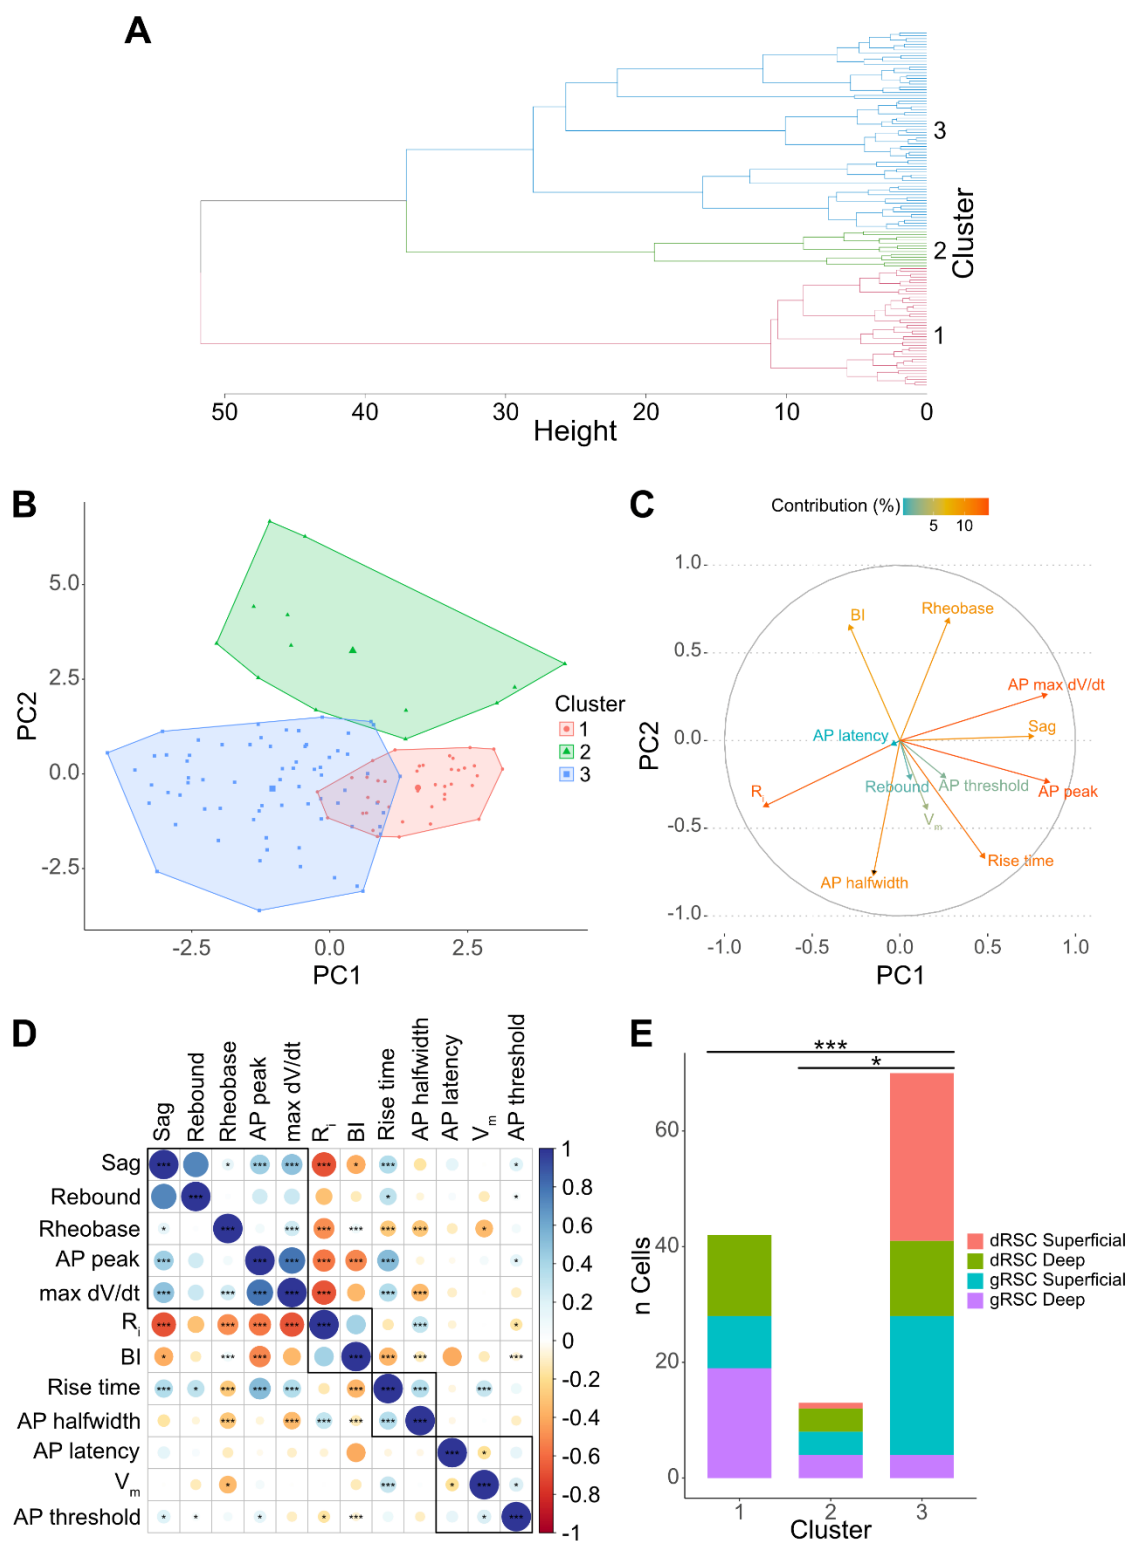 A
3
2
1
Cluster
50
40
30
20
10
0
Height
B
5.0
2.5
0.0
-2.5
PC2
-2.5
0.0
2.5
PC1
Cluster
1
2
3
C
Contribution (%)
5
10
1.0
0.5
0.0
-0.5
-1.0
PC2
BI
Rheobase
AP max dV/dt
Sag
AP latency
Rebound
AP threshold
AP peak
Ri
Vm
Rise time
AP halfwidth
-1.0
-0.5
0.0
0.5
1.0
PC1
D
Sag
Rebound
Rheobase
AP peak
max dV/dt
Ri
BI
Rise time
AP halfwidth
AP latency
Vm
AP threshold
Sag
Rebound
Rheobase
AP peak
max dV/dt
Ri
BI
Rise time
AP halfwidth
AP latency
Vm
AP threshold
1
0.8
0.6
0.4
0.2
0
-0.2
-0.4
-0.6
-0.8
-1
E
***
*
60
40
20
0
n Cells
1
2
3
Cluster
dRSC Superficial
dRSC Deep
gRSC Superficial
gRSC Deep